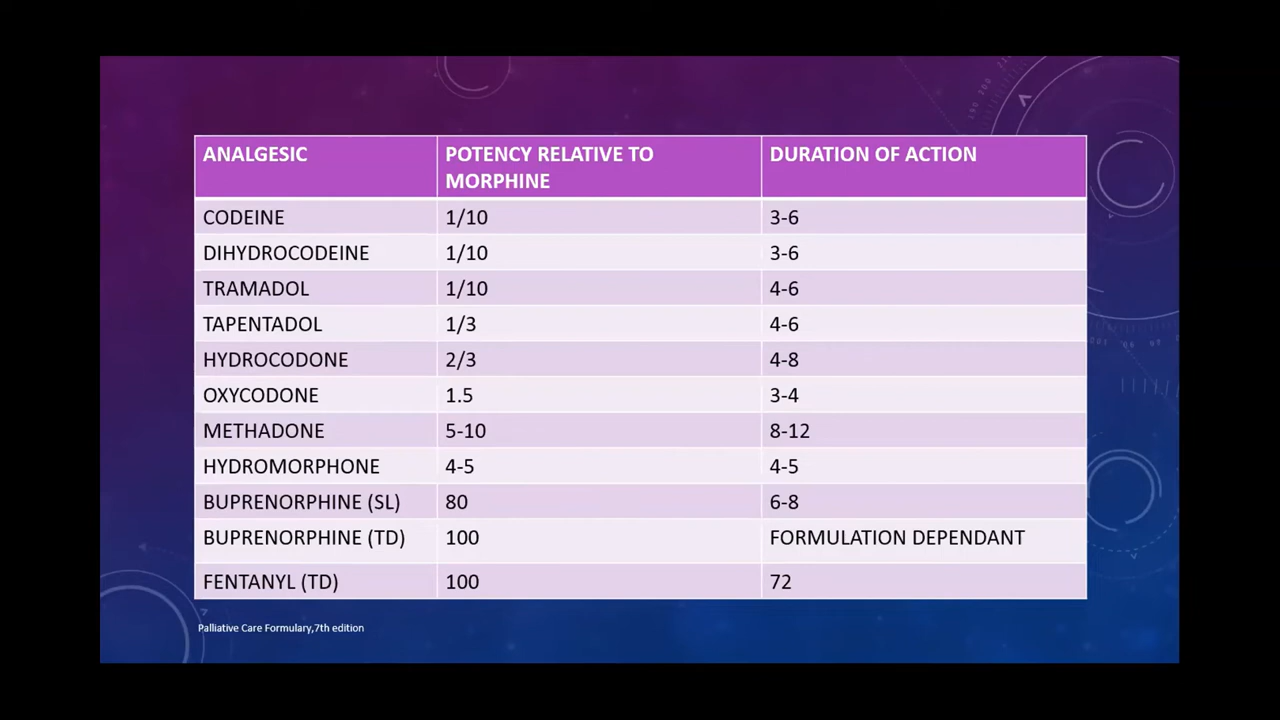 ANALGESIC POTENCY RELATIVE TO MORPHINE DURATION OF ACTION
CODEINE 1/10 3-6
DIHYDROCODEINE 1/10 3-6
TRAMADOL 1/10 4-6
TAPENTADOL 1/3 4-6
HYDROCODONE 2/3 4-8
OXYCODONE 1.5 3-4
METHADONE 5-10 8-12
HYDROMORPHONE 4-5 4-5
BUPRENORPHINE (SL) 80 6-8
BUPRENORPHINE (TD) 100 FORMULATION DEPENDANT
FENTANYL (TD) 100 72
Palliative Care Formulary,7th edition